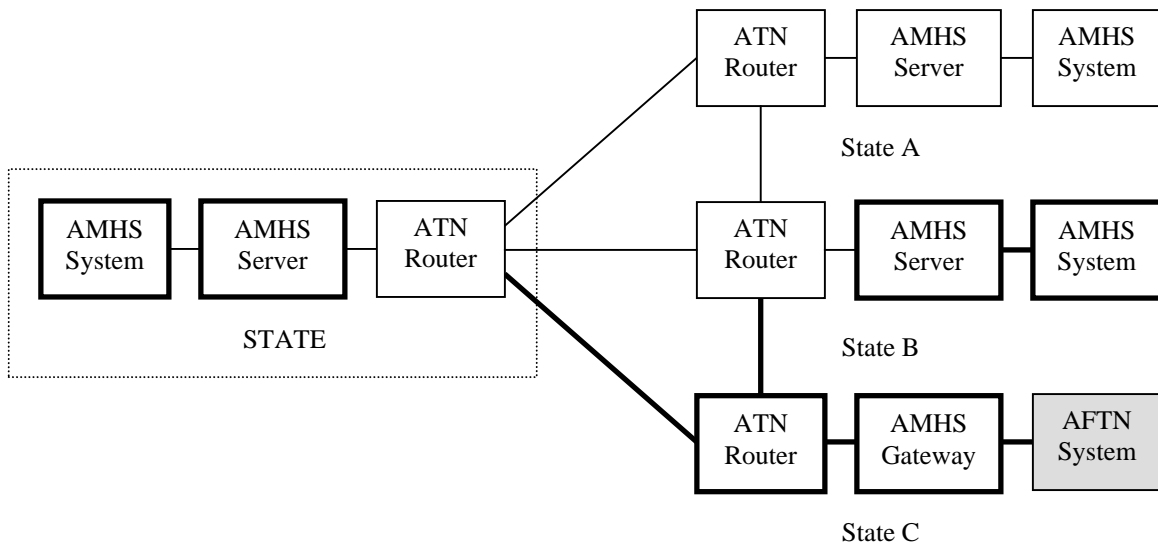 ATN
Router
AMHS
Server
AMHS
System
State A
AMHS
System
AMHS
Server
ATN
Router
STATE
ATN
Router
AMHS
Server
AMHS
System
State B
ATN
Router
AMHS
Gateway
AFTN
System
State C